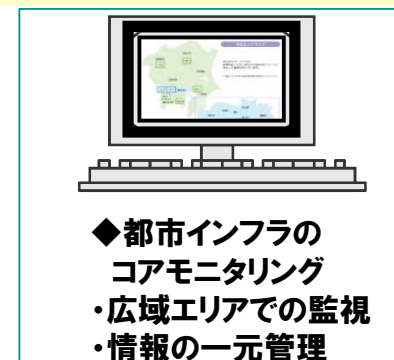 ◆都市インフラの
コアモニタリング
・広域エリアでの監視
・情報の一元管理